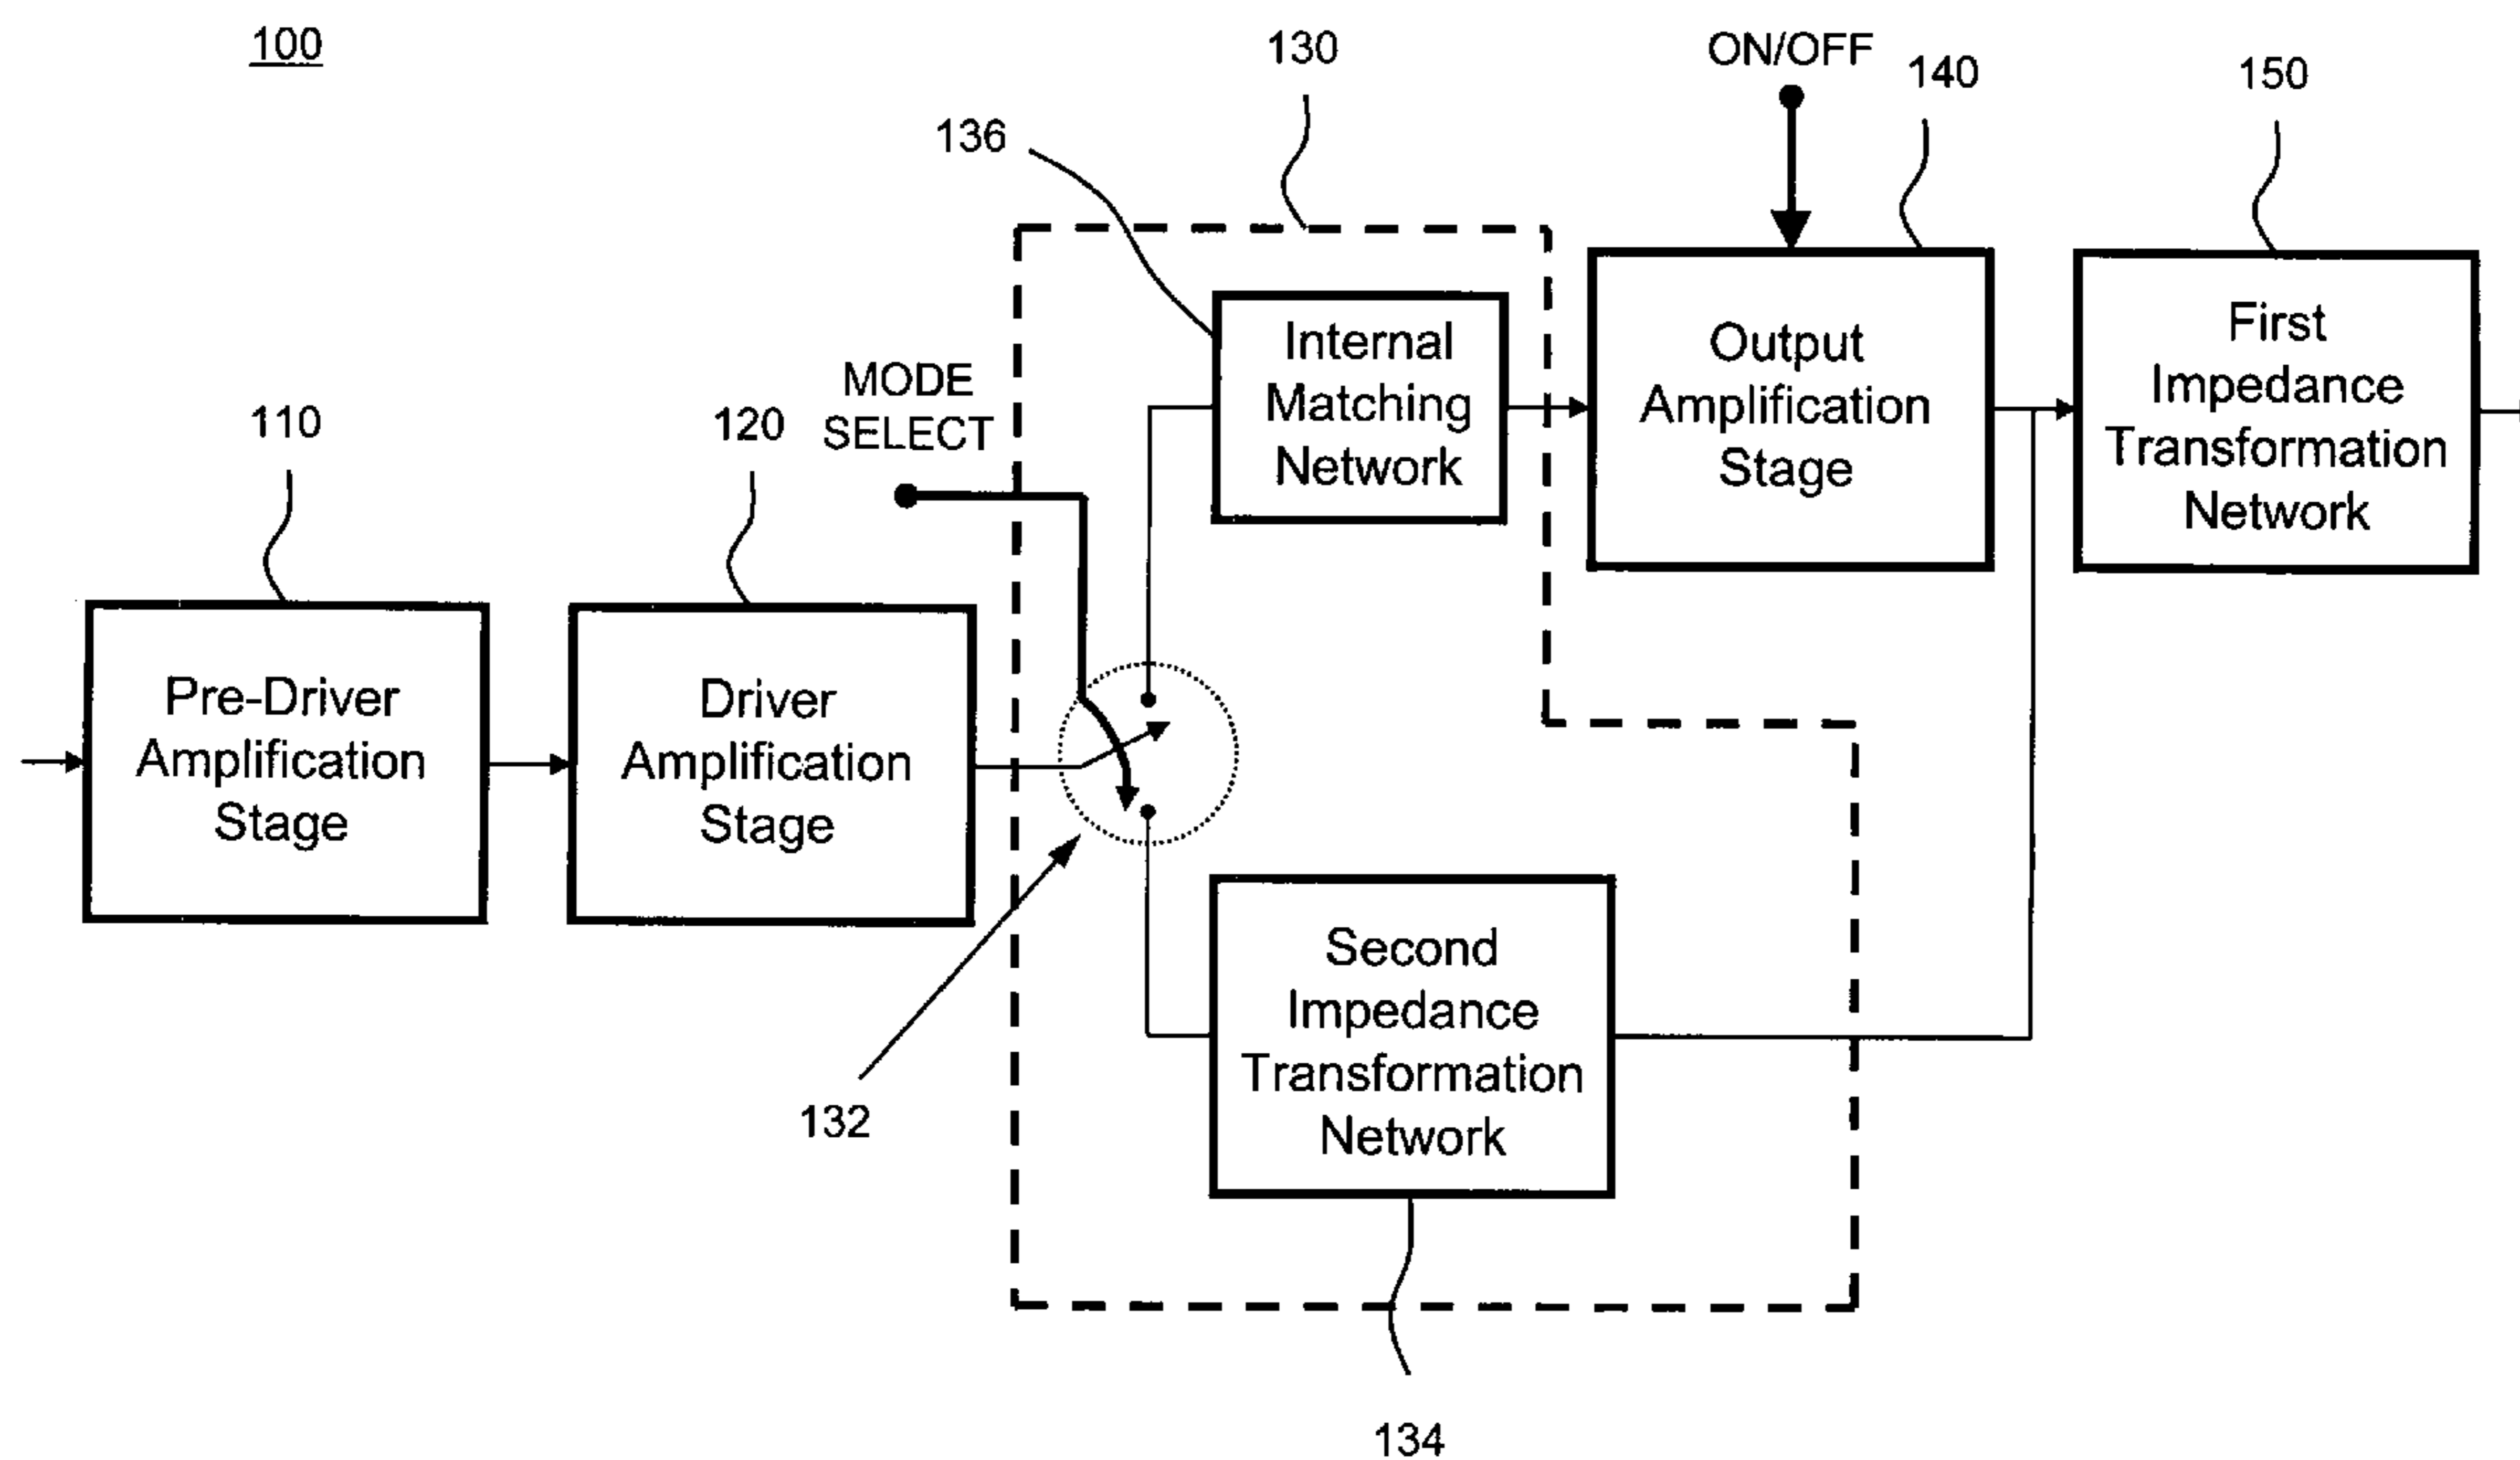 100
130
ON/OFF
140
150
136
MODE
SELECT
110
120
Internal
Matching
Network
Output
Amplification
Stage
First
Impedance
Transformation
Network
Pre-Driver
Amplification
Stage
Driver
Amplification
Stage
Second
Impedance
Transformation
Network
132
134